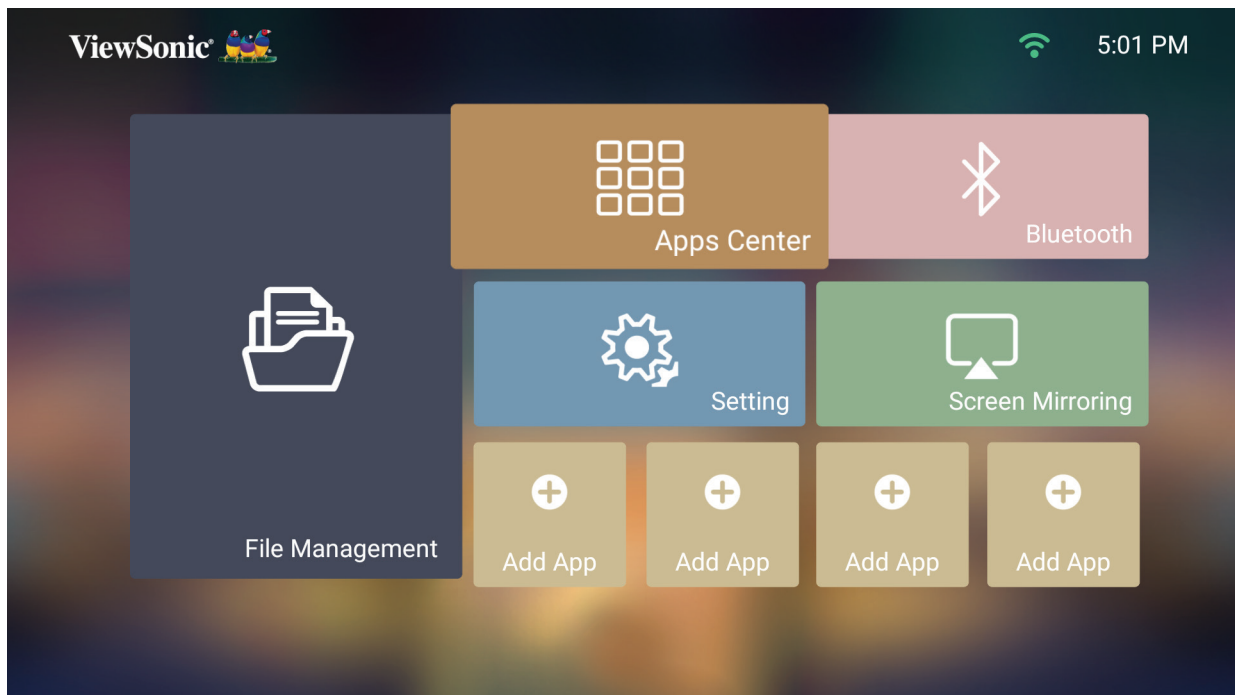 ViewSonic®
5:01 PM
Apps Center
Bluetooth
Setting
Screen Mirroring
File Management
Add App
Add App
Add App
Add App